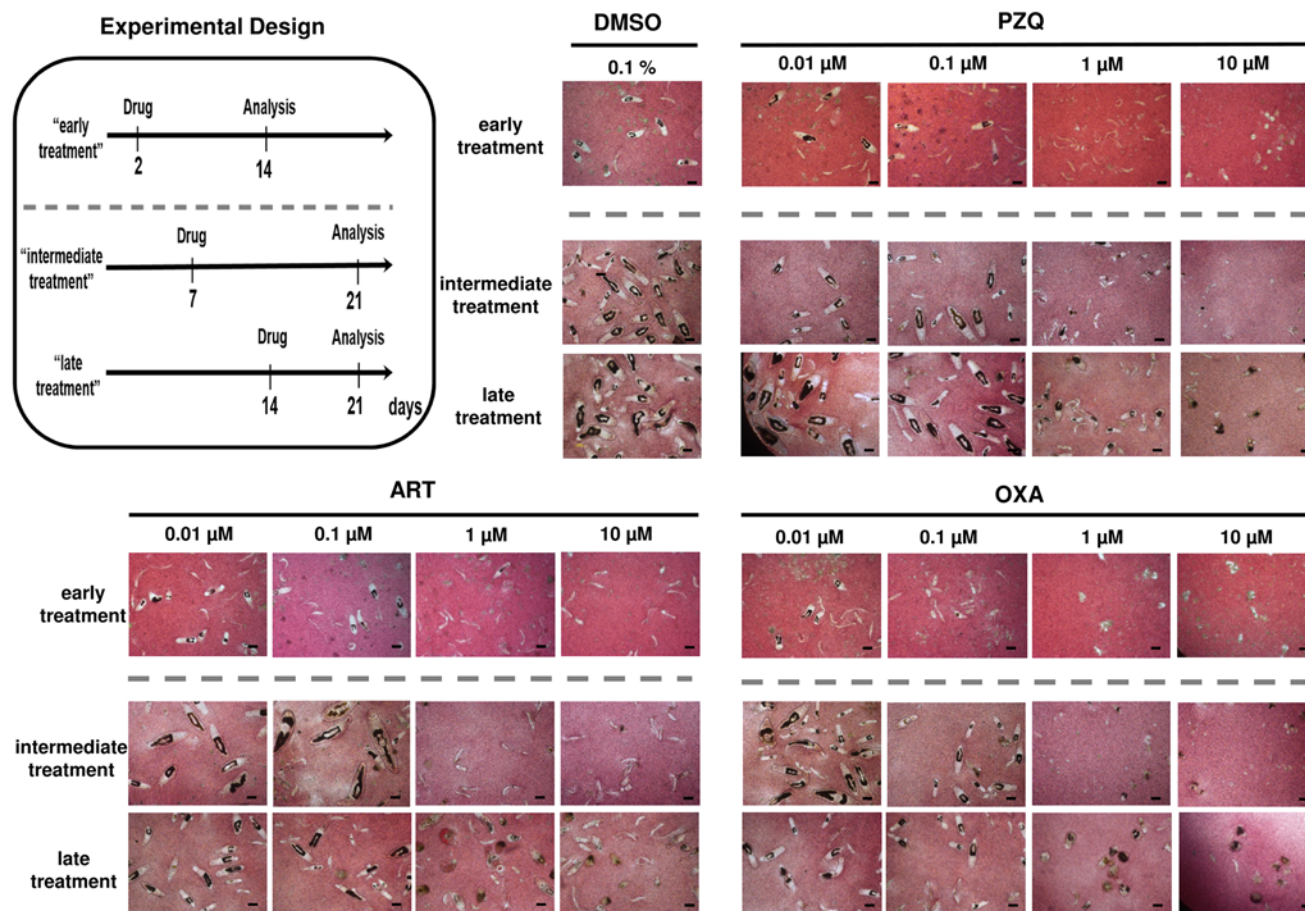 Experimental Design
Drug Analysis
“early
treatment”
2 14
Drug Analysis
“intermediate
treatment”
7 21
Drug Analysis
“late
treatment”
14 21 days
DMSO
0.1 %
PZQ
0.01 µM 0.1 µM 1 µM 10 µM
early
treatment
intermediate
treatment
late
treatment
ART
0.01 µM 0.1 µM 1 µM 10 µM
early
treatment
intermediate
treatment
late
treatment
OXA
0.01 µM 0.1 µM 1 µM 10 µM